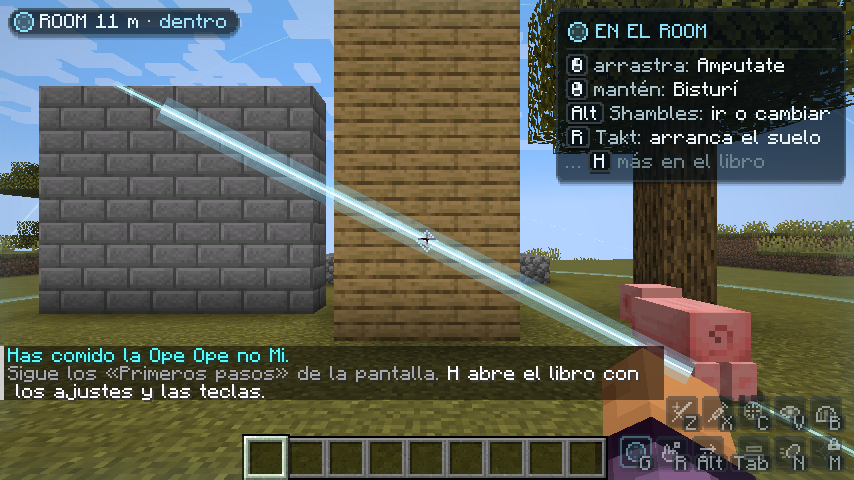 ROOM 11 m · dentro
EN EL ROOM
arrastra: Amputate
mantén: Bisturí
Alt Shambles: ir o cambiar
R Takt: arranca el suelo
... H más en el libro
Has comido la Ope Ope no Mi.
Sigue los «Primeros pasos» de la pantalla. H abre el libro con
los ajustes y las teclas.
Z X C V B
G R Alt Tab N M